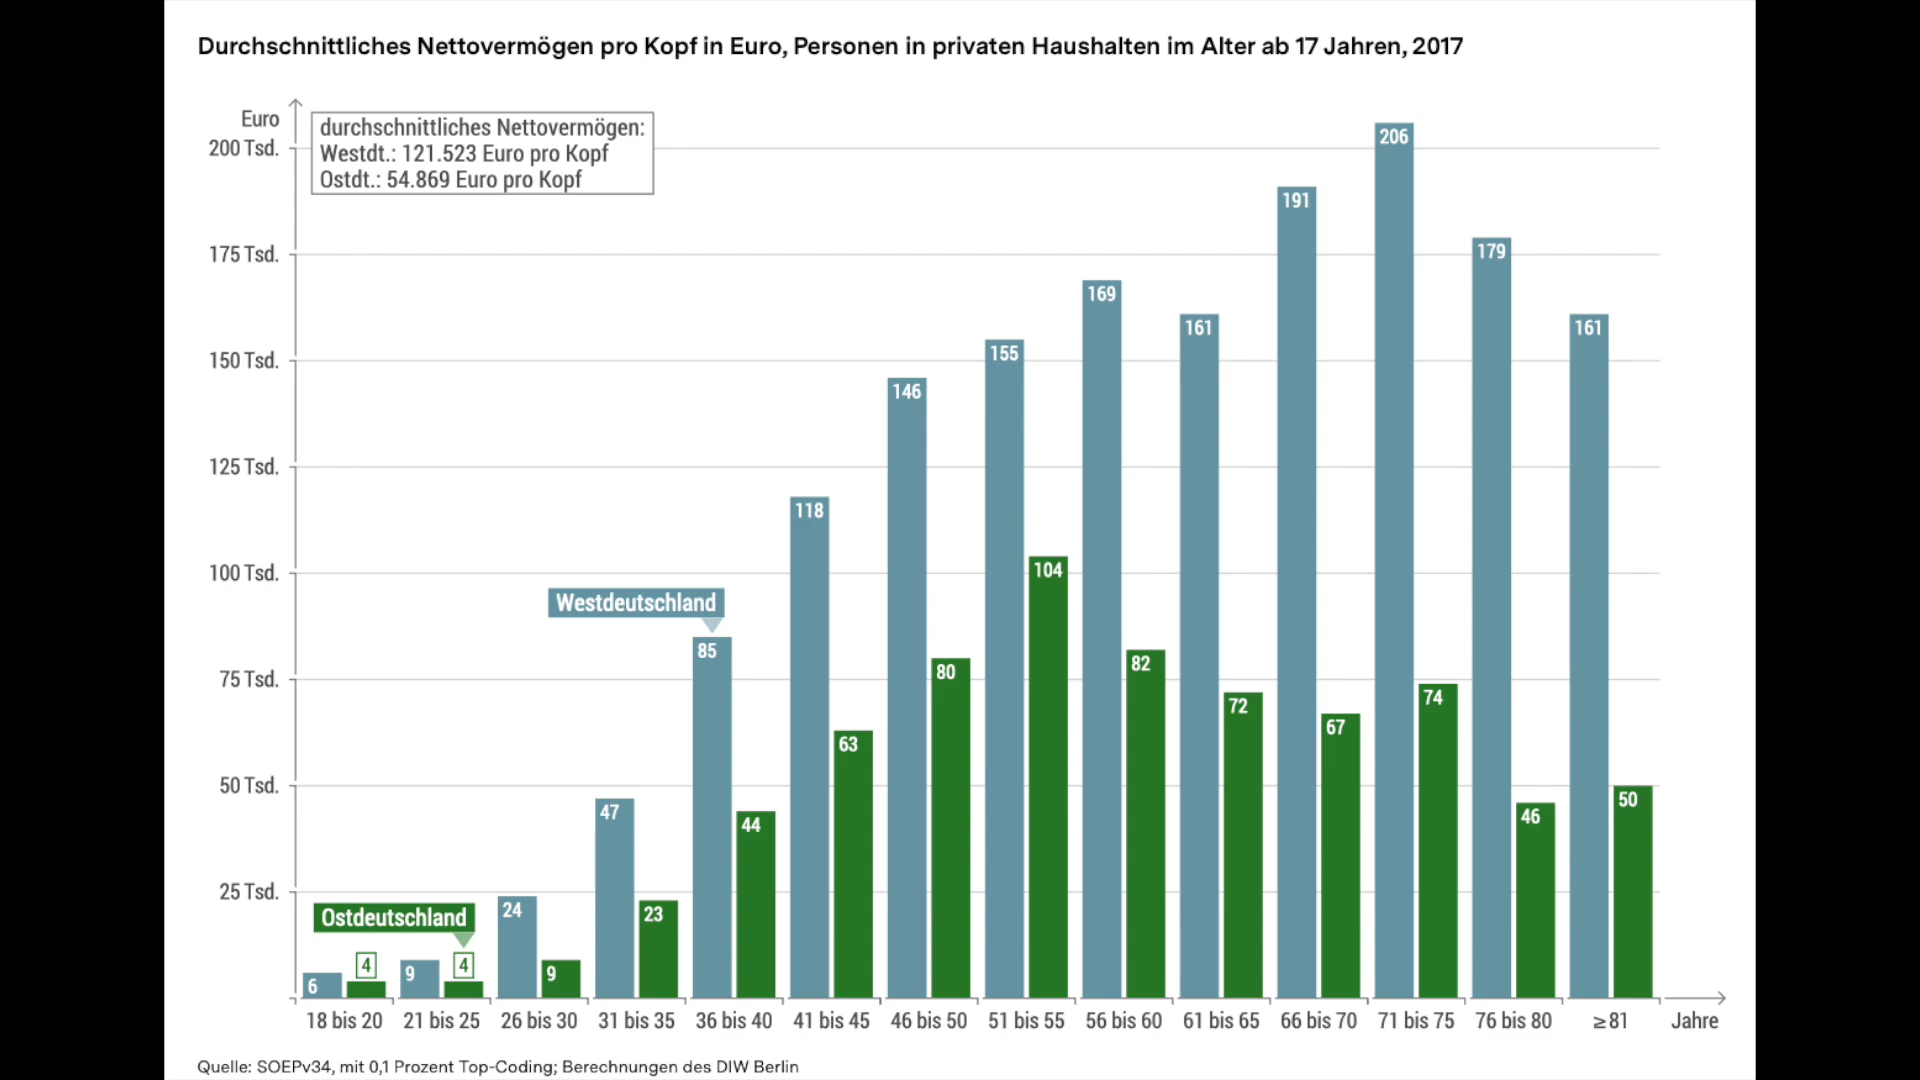 Durchschnittliches Nettovermögen pro Kopf in Euro, Personen in privaten Haushalten im Alter ab 17 Jahren, 2017
Euro
durchschnittliches Nettovermögen:
Westdt.: 121.523 Euro pro Kopf
Ostdt.: 54.869 Euro pro Kopf
200 Tsd.
175 Tsd.
150 Tsd.
125 Tsd.
100 Tsd.
75 Tsd.
50 Tsd.
25 Tsd.
Westdeutschland
Ostdeutschland
6
4
9
4
24
9
47
23
85
44
118
63
146
80
155
104
169
82
161
72
191
67
206
74
179
46
161
50
18 bis 20 21 bis 25 26 bis 30 31 bis 35 36 bis 40 41 bis 45 46 bis 50 51 bis 55 56 bis 60 61 bis 65 66 bis 70 71 bis 75 76 bis 80 ≥ 81 Jahre
Quelle: SOEPv34, mit 0,1 Prozent Top-Coding; Berechnungen des DIW Berlin